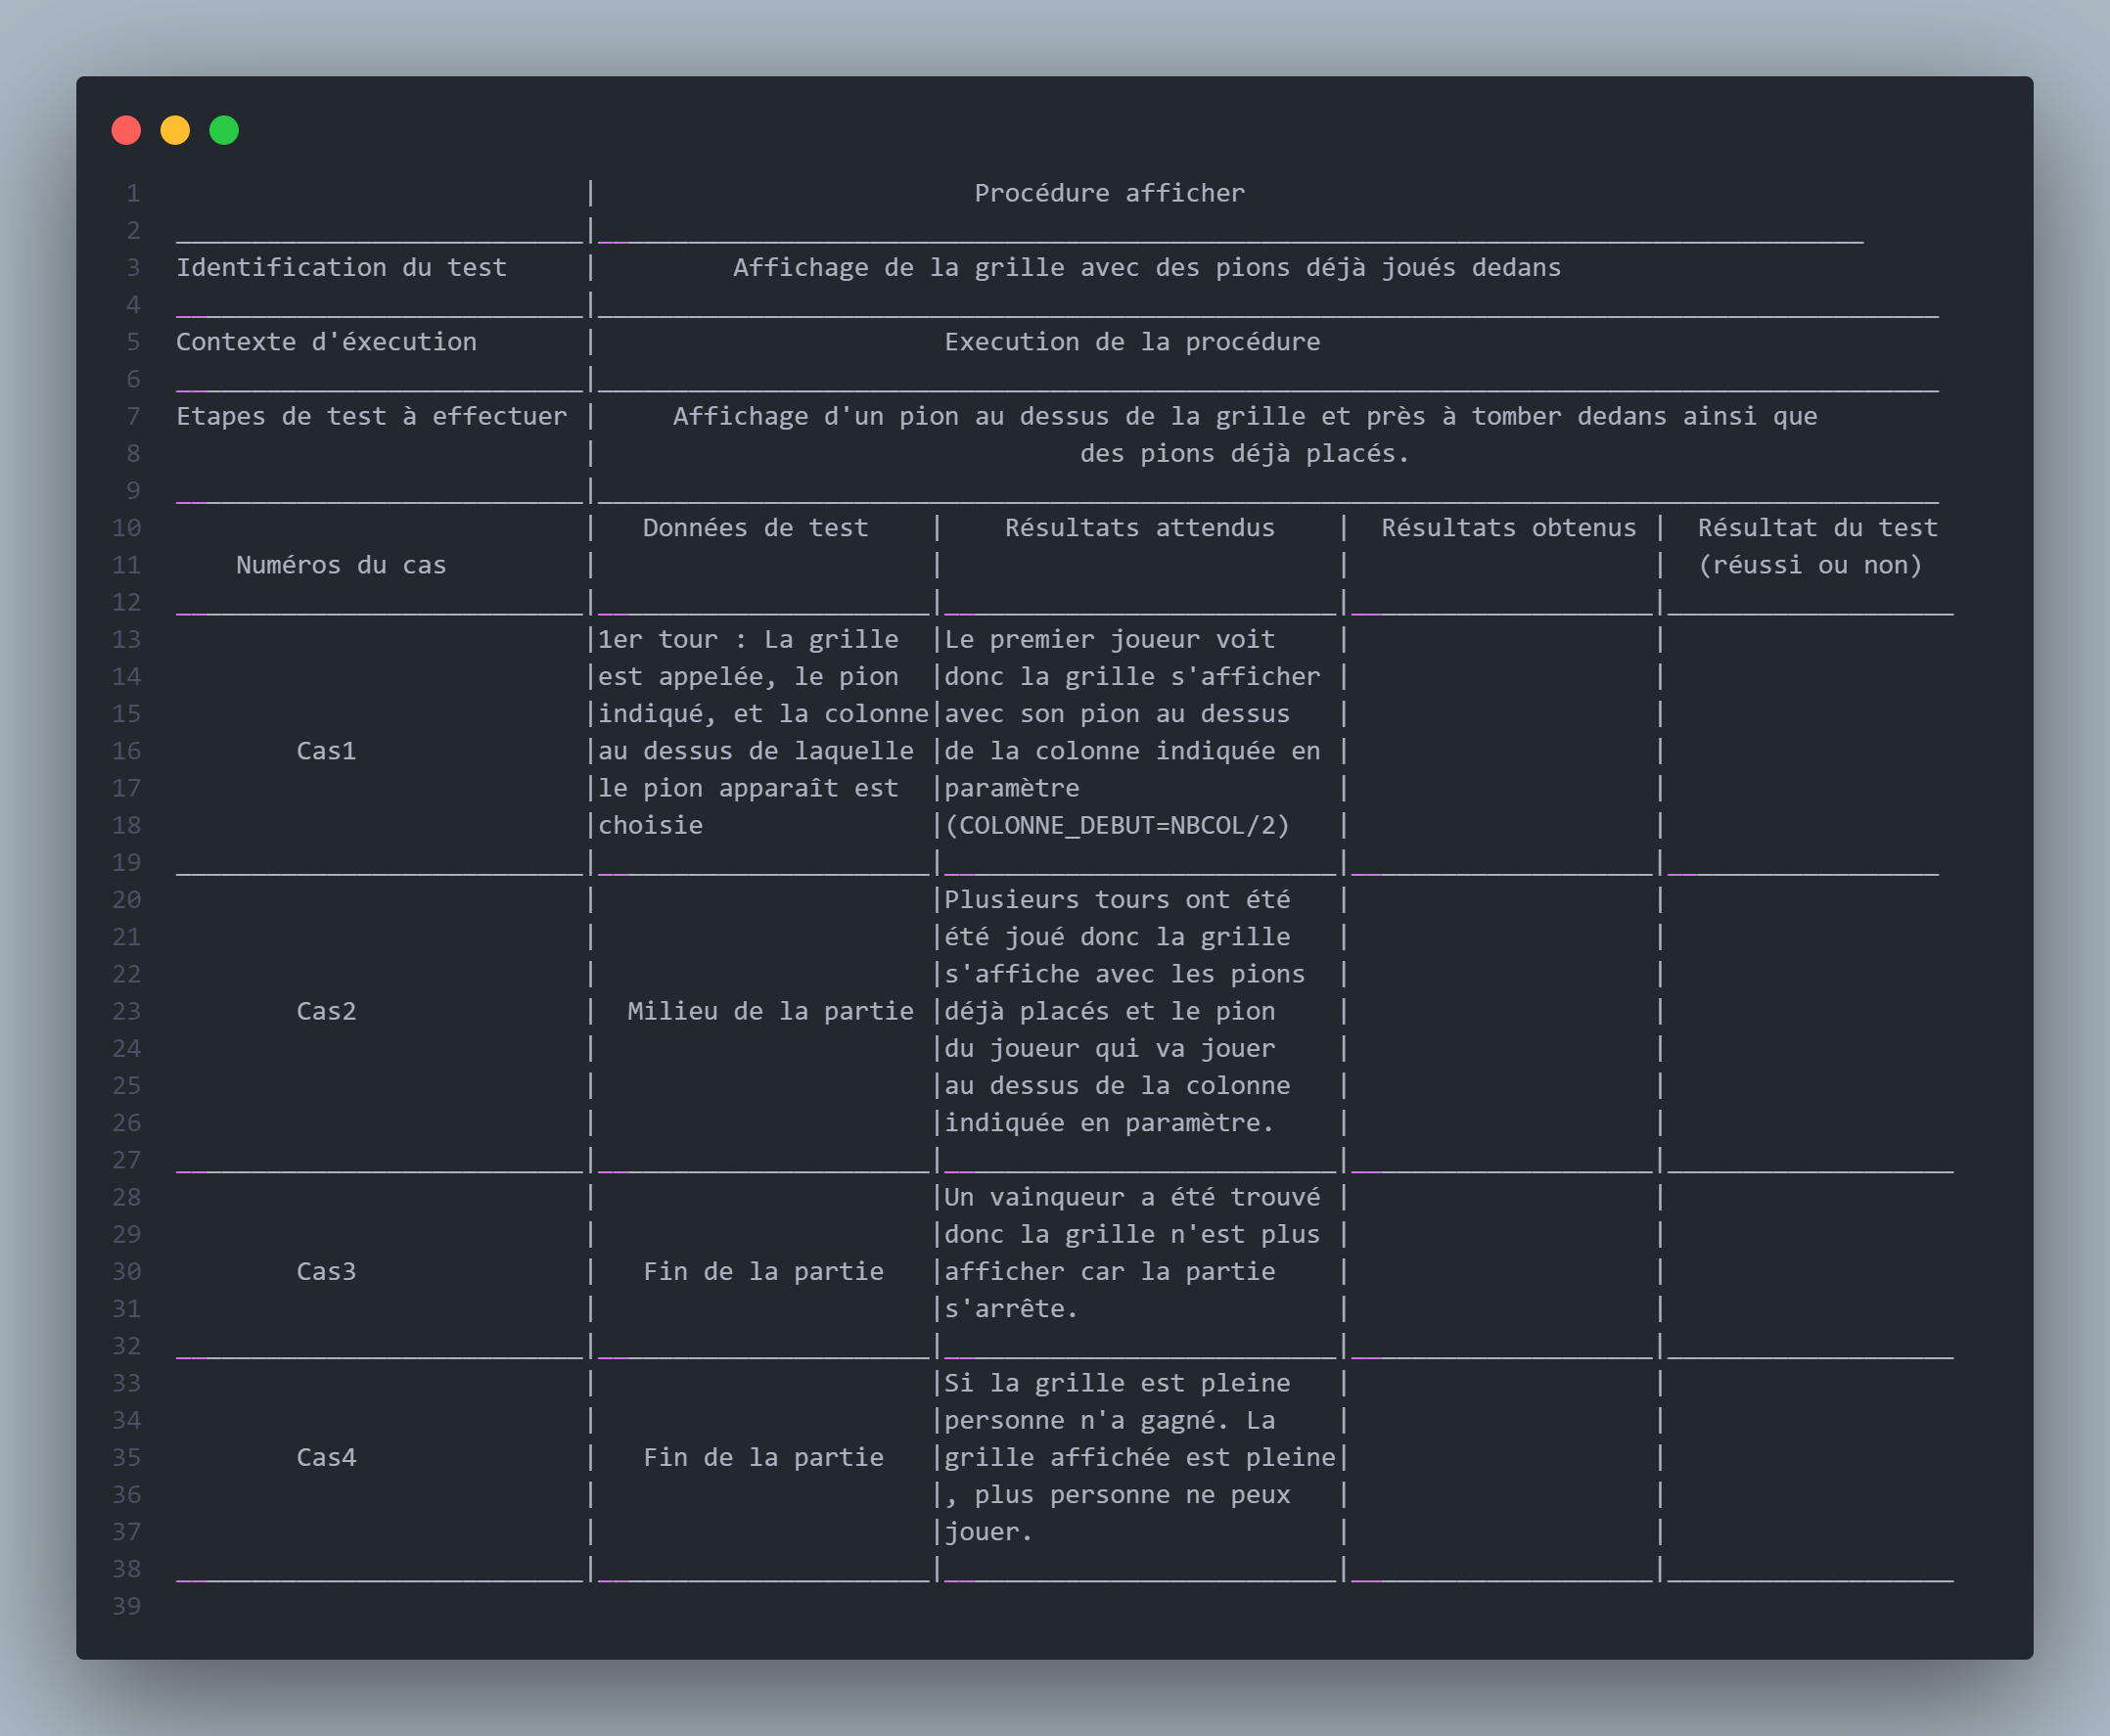 1 | Procédure afficher
2 ___________________________|____________________________________________________________________________________
3 Identification du test | Affichage de la grille avec des pions déjà joués dedans
4 ___________________________|_________________________________________________________________________________________
5 Contexte d'éxecution | Execution de la procédure
6 ___________________________|_________________________________________________________________________________________
7 Etapes de test à effectuer | Affichage d'un pion au dessus de la grille et près à tomber dedans ainsi que
8 | des pions déjà placés.
9 ___________________________|_________________________________________________________________________________________
10 | Données de test | Résultats attendus | Résultats obtenus | Résultat du test
11 Numéros du cas | | | | (réussi ou non)
12 ___________________________|______________________|__________________________|____________________|___________________
13 |1er tour : La grille |Le premier joueur voit | |
14 |est appelée, le pion |donc la grille s'afficher | |
15 |indiqué, et la colonne|avec son pion au dessus | |
16 Cas1 |au dessus de laquelle |de la colonne indiquée en | |
17 |le pion apparaît est |paramètre | |
18 |choisie |(COLONNE_DEBUT=NBCOL/2) | |
19 ___________________________|______________________|__________________________|____________________|__________________
20 | |Plusieurs tours ont été | |
21 | |été joué donc la grille | |
22 | |s'affiche avec les pions | |
23 Cas2 | Milieu de la partie |déjà placés et le pion | |
24 | |du joueur qui va jouer | |
25 | |au dessus de la colonne | |
26 | |indiquée en paramètre. | |
27 ___________________________|______________________|__________________________|____________________|___________________
28 | |Un vainqueur a été trouvé | |
29 | |donc la grille n'est plus | |
30 Cas3 | Fin de la partie |afficher car la partie | |
31 | |s'arrête. | |
32 ___________________________|______________________|__________________________|____________________|___________________
33 | |Si la grille est pleine | |
34 | |personne n'a gagné. La | |
35 Cas4 | Fin de la partie |grille affichée est pleine| |
36 | |, plus personne ne peux | |
37 | |jouer. | |
38 ___________________________|______________________|__________________________|____________________|___________________
39